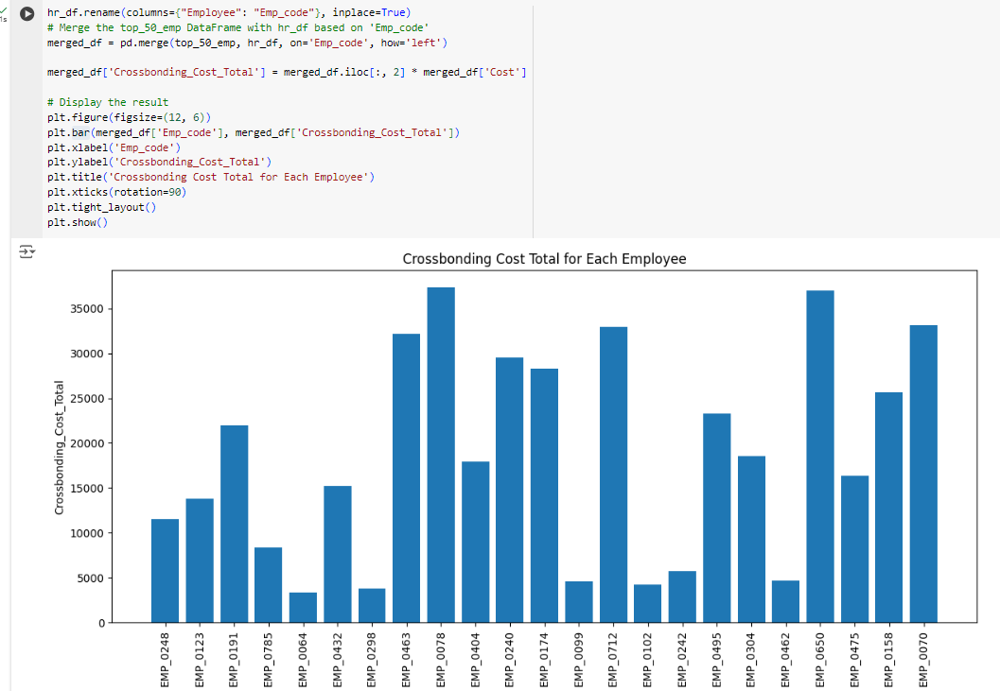 1s
hr_df.rename(columns={"Employee": "Emp_code"}, inplace=True)
# Merge the top_50_emp DataFrame with hr_df based on 'Emp_code'
merged_df = pd.merge(top_50_emp, hr_df, on='Emp_code', how='left')
merged_df['Crossbonding_Cost_Total'] = merged_df.iloc[:, 2] * merged_df['Cost']
# Display the result
plt.figure(figsize=(12, 6))
plt.bar(merged_df['Emp_code'], merged_df['Crossbonding_Cost_Total'])
plt.xlabel('Emp_code')
plt.ylabel('Crossbonding_Cost_Total')
plt.title('Crossbonding Cost Total for Each Employee')
plt.xticks(rotation=90)
plt.tight_layout()
plt.show()
Crossbonding Cost Total for Each Employee
Crossbonding_Cost_Total
35000
30000
25000
20000
15000
10000
5000
0
EMP_0248
EMP_0123
EMP_0191
EMP_0785
EMP_0064
EMP_0432
EMP_0298
EMP_0463
EMP_0078
EMP_0404
EMP_0240
EMP_0174
EMP_0099
EMP_0712
EMP_0102
EMP_0242
EMP_0495
EMP_0304
EMP_0462
EMP_0650
EMP_0475
EMP_0158
EMP_0070